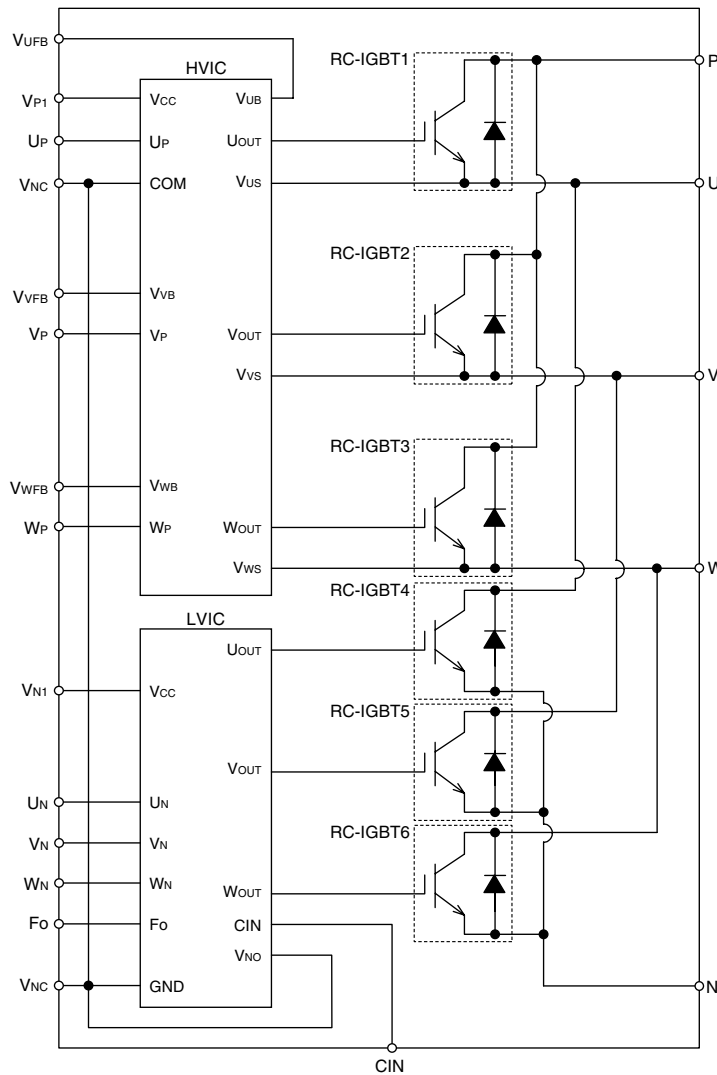 VUFB
HVIC
RC-IGBT1
P
VP1
VCC
VUB
UP
UP
UOUT
VNC
COM
VUS
U
RC-IGBT2
VVFB
VVB
VP
VP
VOUT
VVS
V
RC-IGBT3
VWFB
VWB
WP
WP
WOUT
VWS
W
RC-IGBT4
LVIC
UOUT
VN1
VCC
RC-IGBT5
VOUT
UN
UN
RC-IGBT6
VN
VN
WN
WN
WOUT
Fo
Fo
CIN
VNO
VNC
GND
N
CIN